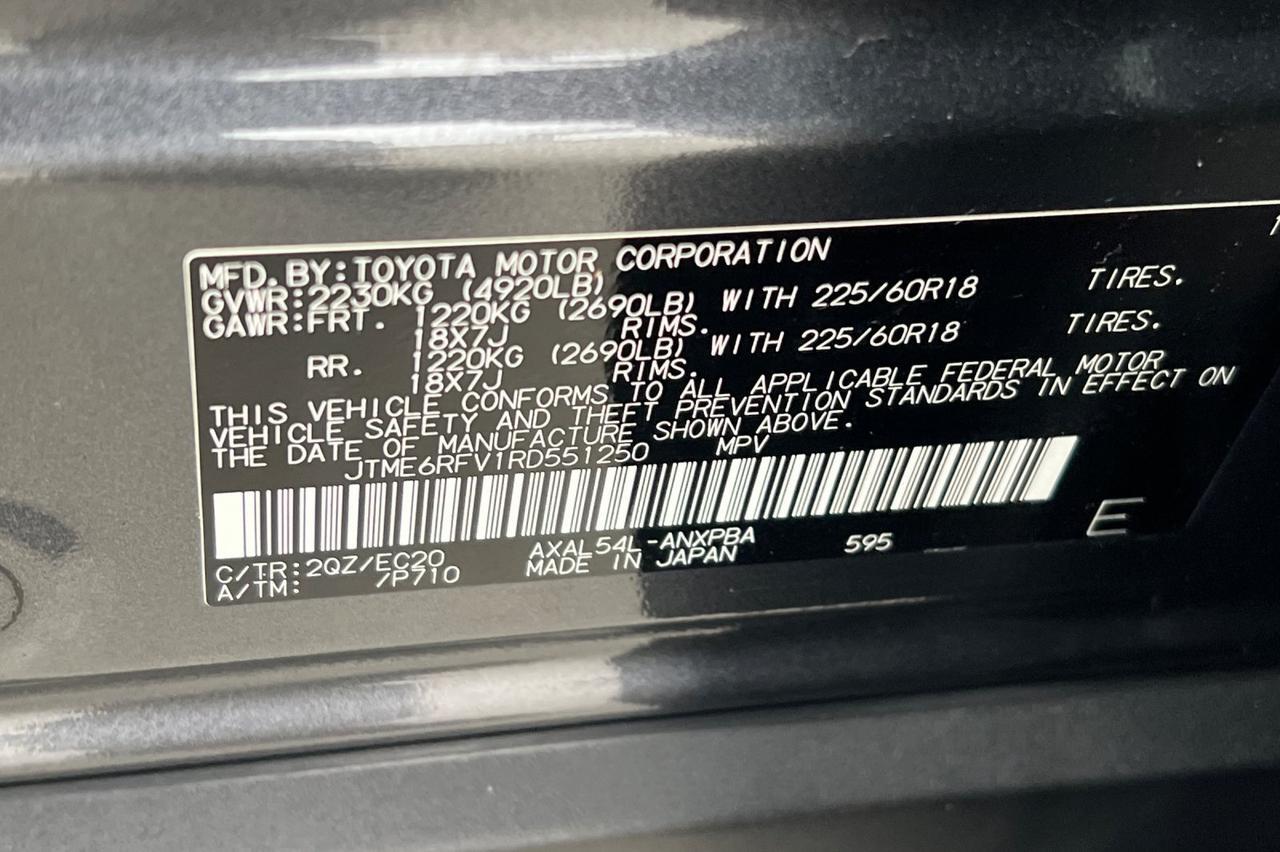 MFD. BY: TOYOTA MOTOR CORPORATION
GVWR: 2230KG (4920LB)
GAWR: FRT. 1220KG (2690LB) WITH 225/60R18 TIRES.
18X7J RIMS.
RR. 1220KG (2690LB) WITH 225/60R18 TIRES.
18X7J RIMS.
THIS VEHICLE CONFORMS TO ALL APPLICABLE FEDERAL MOTOR
VEHICLE SAFETY AND THEFT PREVENTION STANDARDS IN EFFECT ON
THE DATE OF MANUFACTURE SHOWN ABOVE.
JTME6RFV1RD551250 MPV
C/TR: 2QZ/EC20 AXAL54L-ANXPBA 595 E
A/TM: /P710 MADE IN JAPAN